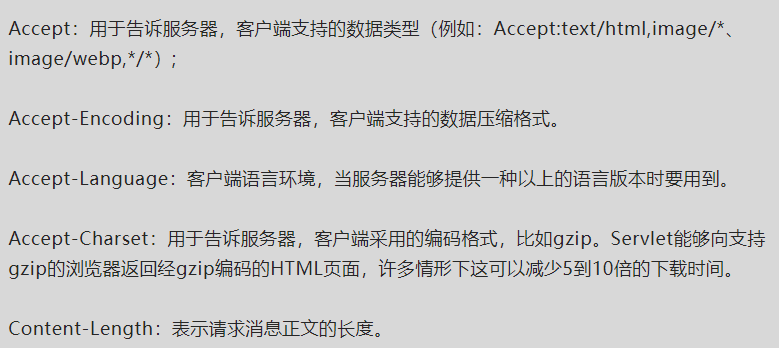 Accept：用于告诉服务器，客户端支持的数据类型（例如：Accept:text/html,image/*、
image/webp,*/*）;
Accept-Encoding：用于告诉服务器，客户端支持的数据压缩格式。
Accept-Language：客户端语言环境，当服务器能够提供一种以上的语言版本时要用到。
Accept-Charset：用于告诉服务器，客户端采用的编码格式，比如gzip。Servlet能够向支持
gzip的浏览器返回经gzip编码的HTML页面，许多情形下这可以减少5到10倍的下载时间。
Content-Length：表示请求消息正文的长度。